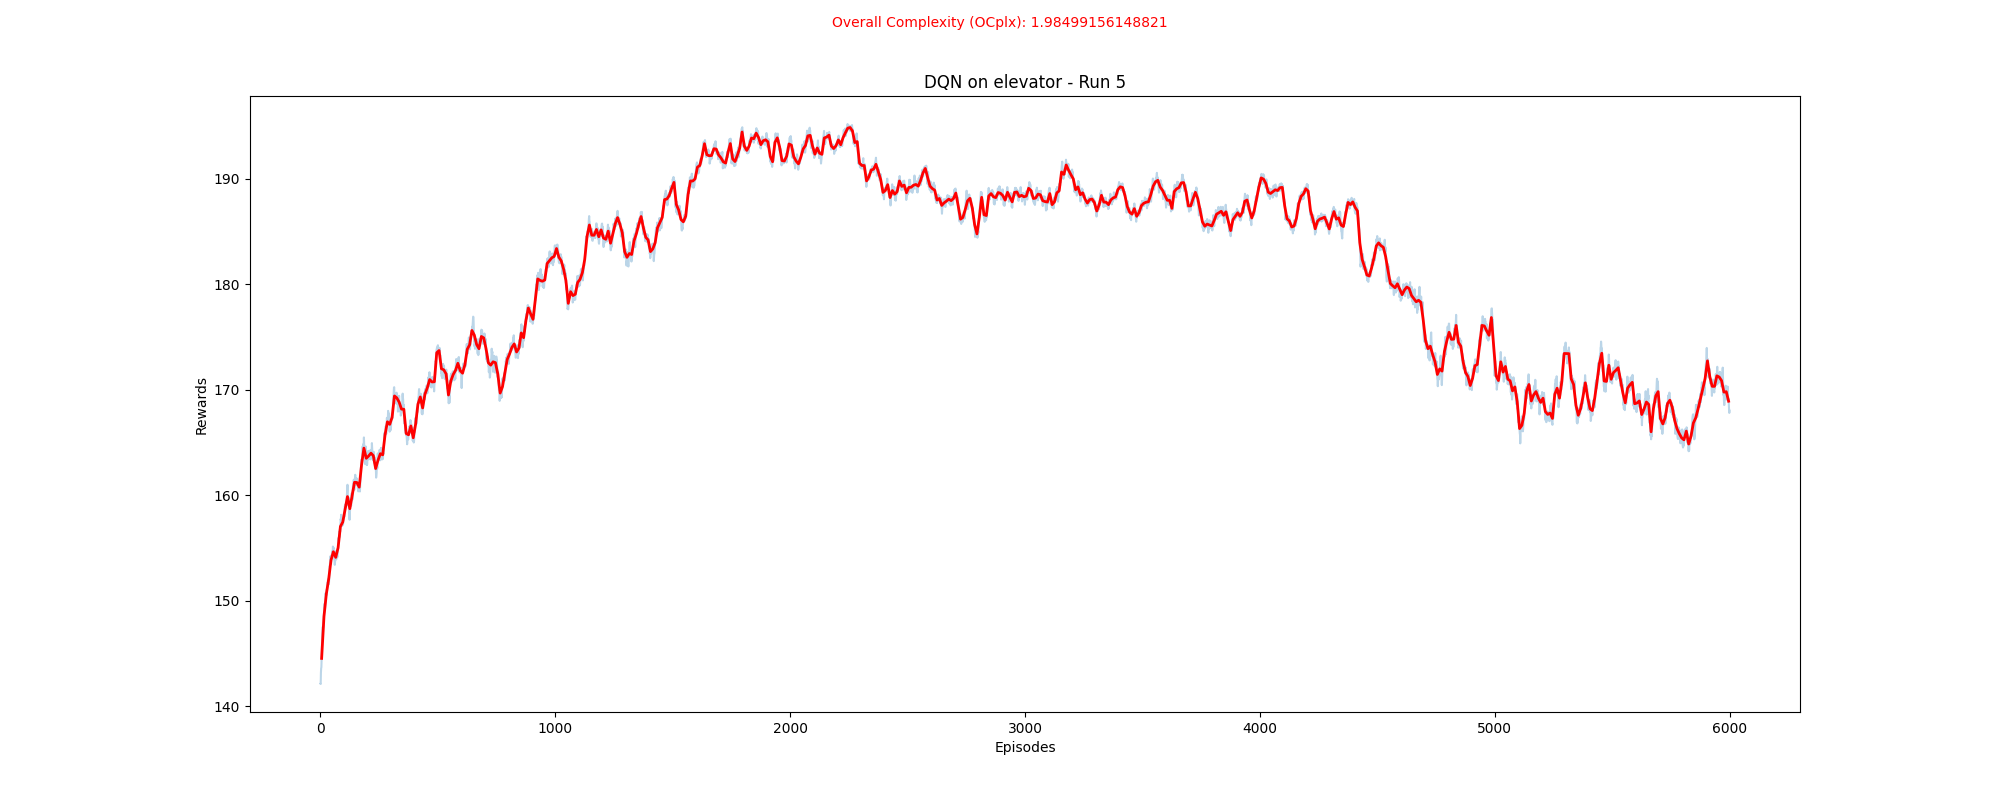 Overall Complexity (OCplx): 1.98499156148821
DQN on elevator - Run 5
Rewards
190
180
170
160
150
140
0 1000 2000 3000 4000 5000 6000
Episodes